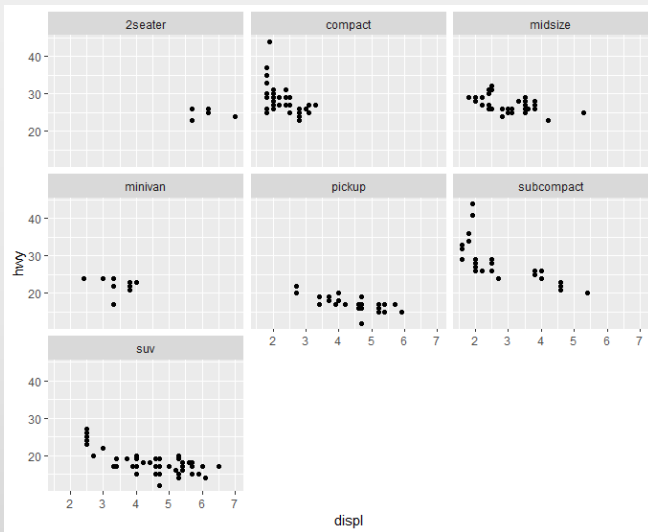 2seater compact midsize
40
30
20
minivan pickup subcompact
hwy
40
30
20
2 3 4 5 6 7 2 3 4 5 6 7
suv
40
30
20
2 3 4 5 6 7
displ